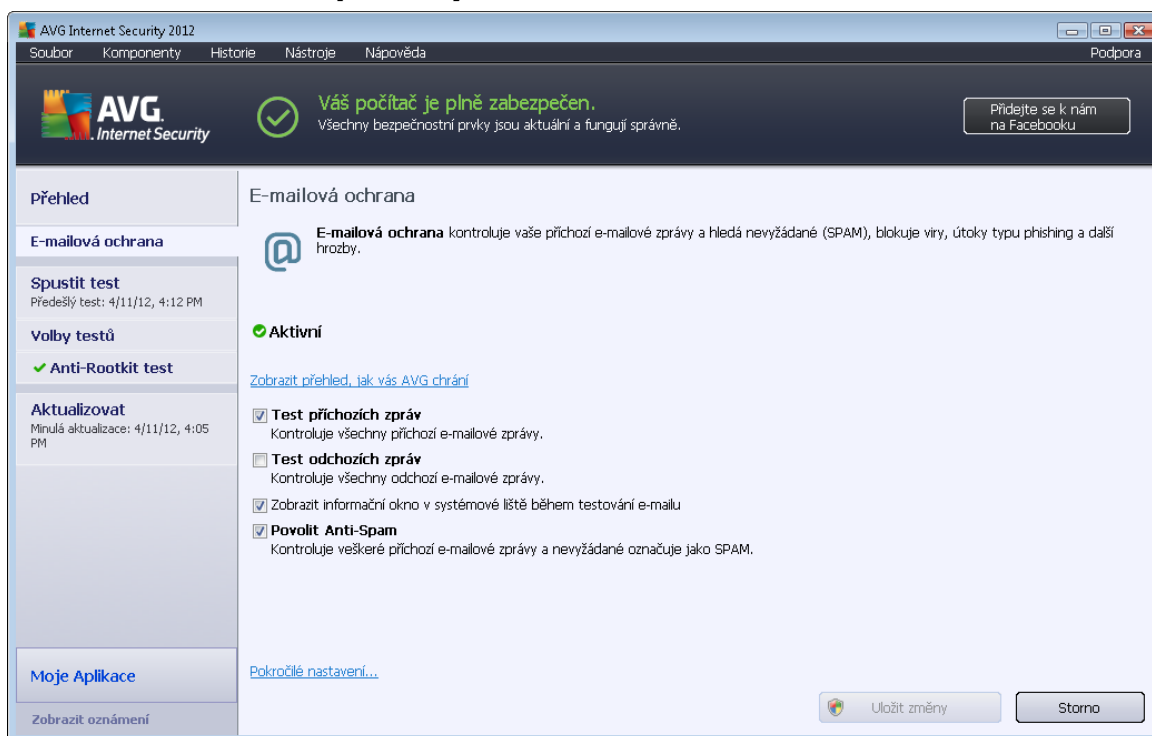 AVG Internet Security 2012
Soubor Komponenty Historie Nástroje Nápověda Podpora
AVG.
Internet Security
Váš počítač je plně zabezpečen.
Všechny bezpečnostní prvky jsou aktuální a fungují správně.
Přidejte se k nám
na Facebooku
Přehled
E-mailová ochrana
Spustit test
Předešlý test: 4/11/12, 4:12 PM
Volby testů
Anti-Rootkit test
Aktualizovat
Minulá aktualizace: 4/11/12, 4:05
PM
Moje Aplikace
Zobrazit oznámení
E-mailová ochrana
E-mailová ochrana kontroluje vaše příchozí e-mailové zprávy a hledá nevyžádané (SPAM), blokuje viry, útoky typu phishing a další
hrozby.
Aktivní
Zobrazit přehled, jak vás AVG chrání
Test příchozích zpráv
Kontroluje všechny příchozí e-mailové zprávy.
Test odchozích zpráv
Kontroluje všechny odchozí e-mailové zprávy.
Zobrazit informační okno v systémové liště během testování e-mailu
Povolit Anti-Spam
Kontroluje veškeré příchozí e-mailové zprávy a nevyžádané označuje jako SPAM.
Pokročilé nastavení...
Uložit změny
Storno